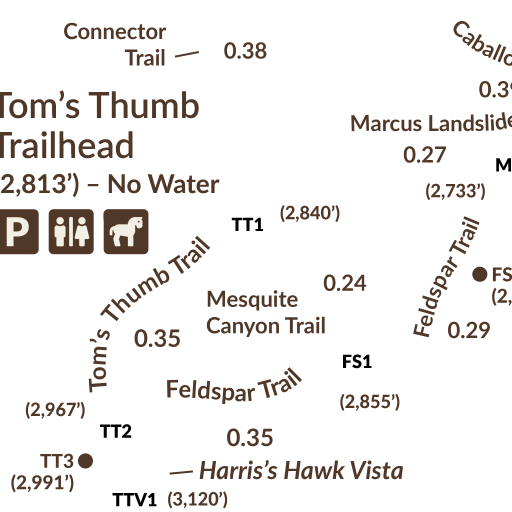 Connector
Trail
0.38
Tom’s Thumb
Trailhead
(2,813’) – No Water
P
0.39
Marcus Landslide
0.27
(2,733’)
TT1
(2,840’)
Tom’s Thumb Trail
0.35
Mesquite
Canyon Trail
0.24
Feldspar Trail
FS
0.29
FS1
(2,855’)
Feldspar Trail
0.35
(2,967’)
TT2
TT3
(2,991’)
Harris’s Hawk Vista
TTV1 (3,120’)